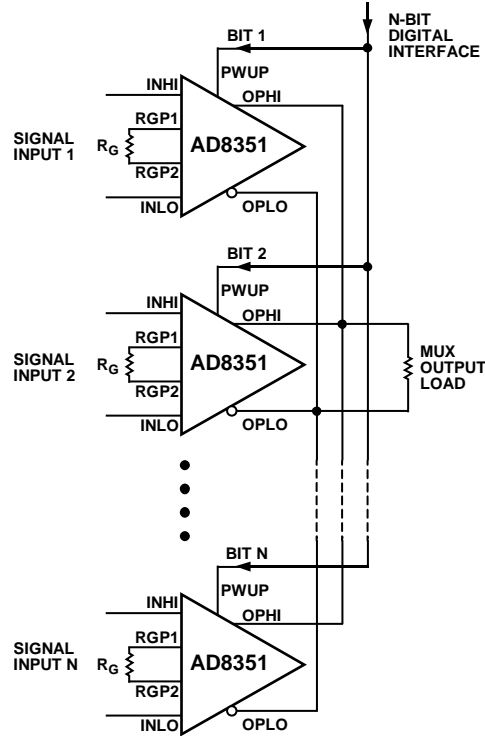 N-BIT
DIGITAL
INTERFACE
BIT 1
PWUP
INHI
OPHI
RGP1
SIGNAL
INPUT 1
RG
AD8351
RGP2
INLO
OPLO
BIT 2
PWUP
INHI
OPHI
RGP1
SIGNAL
INPUT 2
RG
AD8351
RGP2
MUX
OUTPUT
LOAD
INLO
OPLO
BIT N
PWUP
INHI
OPHI
RGP1
SIGNAL
INPUT N
RG
AD8351
RGP2
INLO
OPLO